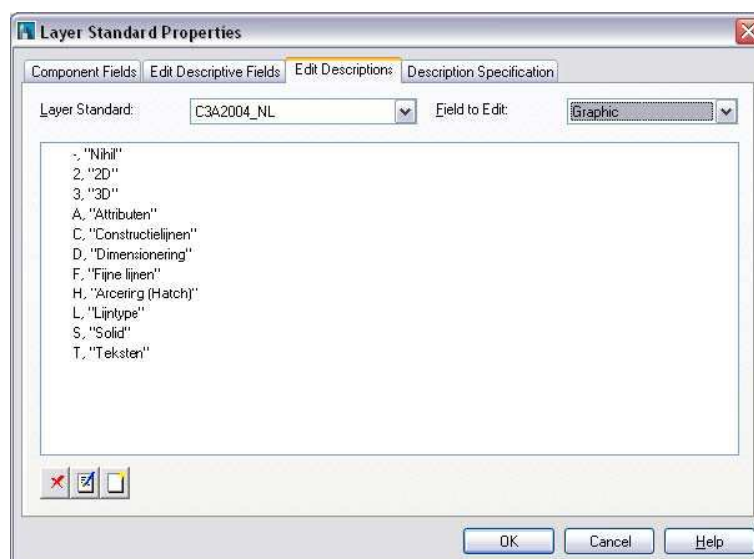 Layer Standard Properties
Component Fields Edit Descriptive Fields Edit Descriptions Description Specification
Layer Standard: C3A2004_NL Field to Edit: Graphic
-, "Nihil"
2, "2D"
3, "3D"
A, "Attributen"
C, "Constructielijnen"
D, "Dimensionering"
F, "Fijne lijnen"
H, "Arcering (Hatch)"
L, "Lijntype"
S, "Solid"
T, "Teksten"
OK Cancel Help